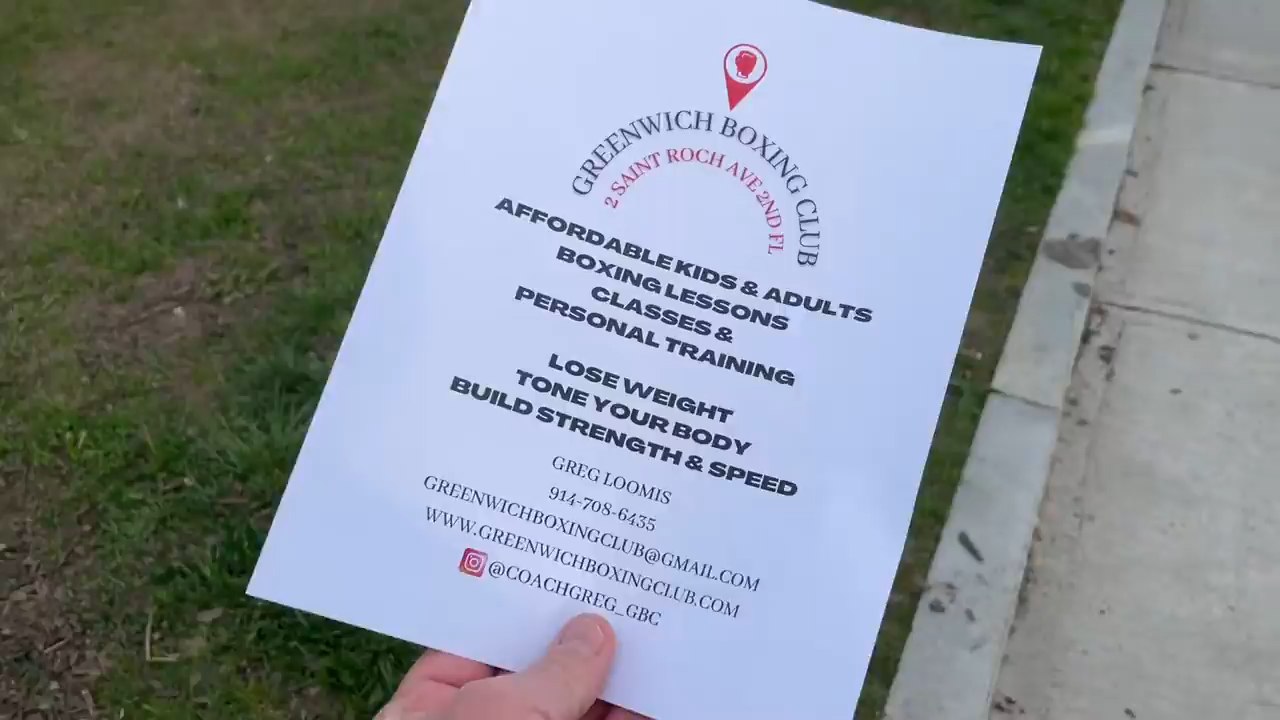 GREENWICH BOXING CLUB
2 SAINT ROCH AVE 2ND FL
AFFORDABLE KIDS & ADULTS
BOXING LESSONS
CLASSES &
PERSONAL TRAINING
LOSE WEIGHT
TONE YOUR BODY
BUILD STRENGTH & SPEED
GREG LOOMIS
914-708-6435
GREENWICHBOXINGCLUB@GMAIL.COM
WWW.GREENWICHBOXINGCLUB.COM
@COACHGREG_GBC